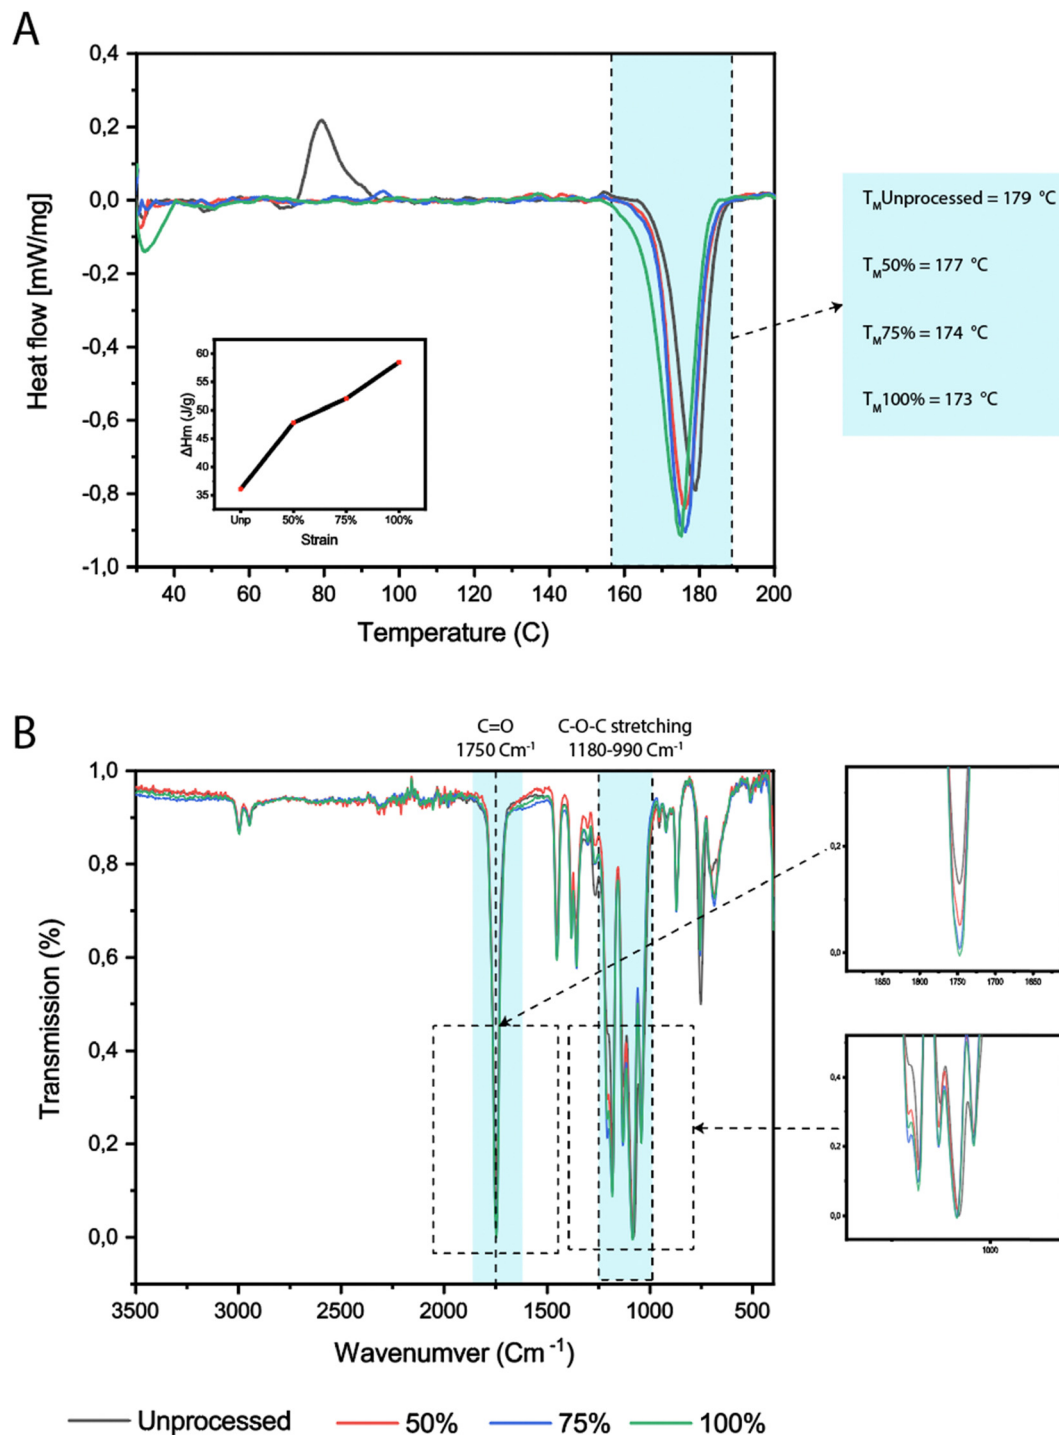 A
0,4
0,2
0,0
-0,2
-0,4
-0,6
-0,8
-1,0
Heat flow [mW/mg]
40
60
80
100
120
140
160
180
200
Temperature (C)
60
55
50
45
40
35
ΔHm (J/g)
Unp
50%
75%
100%
Strain
TMUnprocessed = 179 °C
TM50% = 177 °C
TM75% = 174 °C
TM100% = 173 °C
B
C=O
1750 Cm-1
C-O-C stretching
1180-990 Cm-1
1,0
0,8
0,6
0,4
0,2
0,0
Transmission (%)
3500
3000
2500
2000
1500
1000
500
Wavenumver (Cm -1)
0,2
0,0
1650
1800
1750
1700
1650
0,4
0,2
0,0
1000
Unprocessed
50%
75%
100%